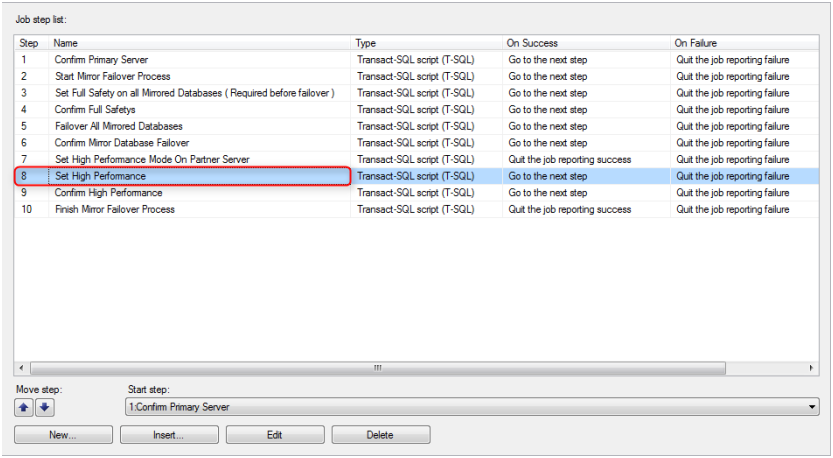 Job step list:
Step Name Type On Success On Failure
1 Confirm Primary Server Transact-SQL script (T-SQL) Go to the next step Quit the job reporting failure
2 Start Mirror Failover Process Transact-SQL script (T-SQL) Go to the next step Quit the job reporting failure
3 Set Full Safety on all Mirrored Databases ( Required before failover ) Transact-SQL script (T-SQL) Go to the next step Quit the job reporting failure
4 Confirm Full Safetys Transact-SQL script (T-SQL) Go to the next step Quit the job reporting failure
5 Failover All Mirrored Databases Transact-SQL script (T-SQL) Go to the next step Quit the job reporting failure
6 Confirm Mirror Database Failover Transact-SQL script (T-SQL) Go to the next step Quit the job reporting failure
7 Set High Performance Mode On Partner Server Transact-SQL script (T-SQL) Quit the job reporting success Quit the job reporting failure
8 Set High Performance Transact-SQL script (T-SQL) Go to the next step Quit the job reporting failure
9 Confirm High Performance Transact-SQL script (T-SQL) Go to the next step Quit the job reporting failure
10 Finish Mirror Failover Process Transact-SQL script (T-SQL) Quit the job reporting success Quit the job reporting failure
Move step: Start step:
1:Confirm Primary Server
New... Insert... Edit Delete